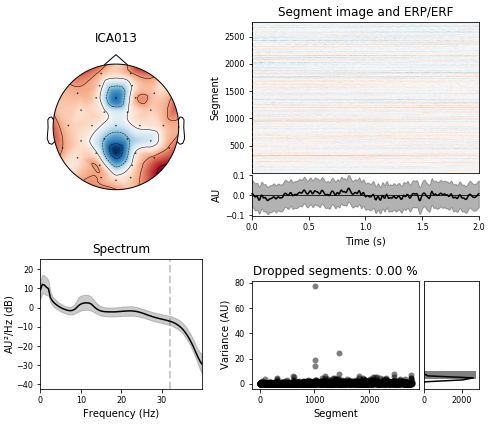 ICA013
Segment image and ERP/ERF
Segment
2500
2000
1500
1000
500
AU
0.1
0.0
−0.1
0.0 0.5 1.0 1.5 2.0
Time (s)
Spectrum
AU²/Hz (dB)
20
10
0
−10
−20
−30
−40
0 10 20 30
Frequency (Hz)
Dropped segments: 0.00 %
Variance (AU)
80
60
40
20
0
0 1000 2000
Segment
0 2000